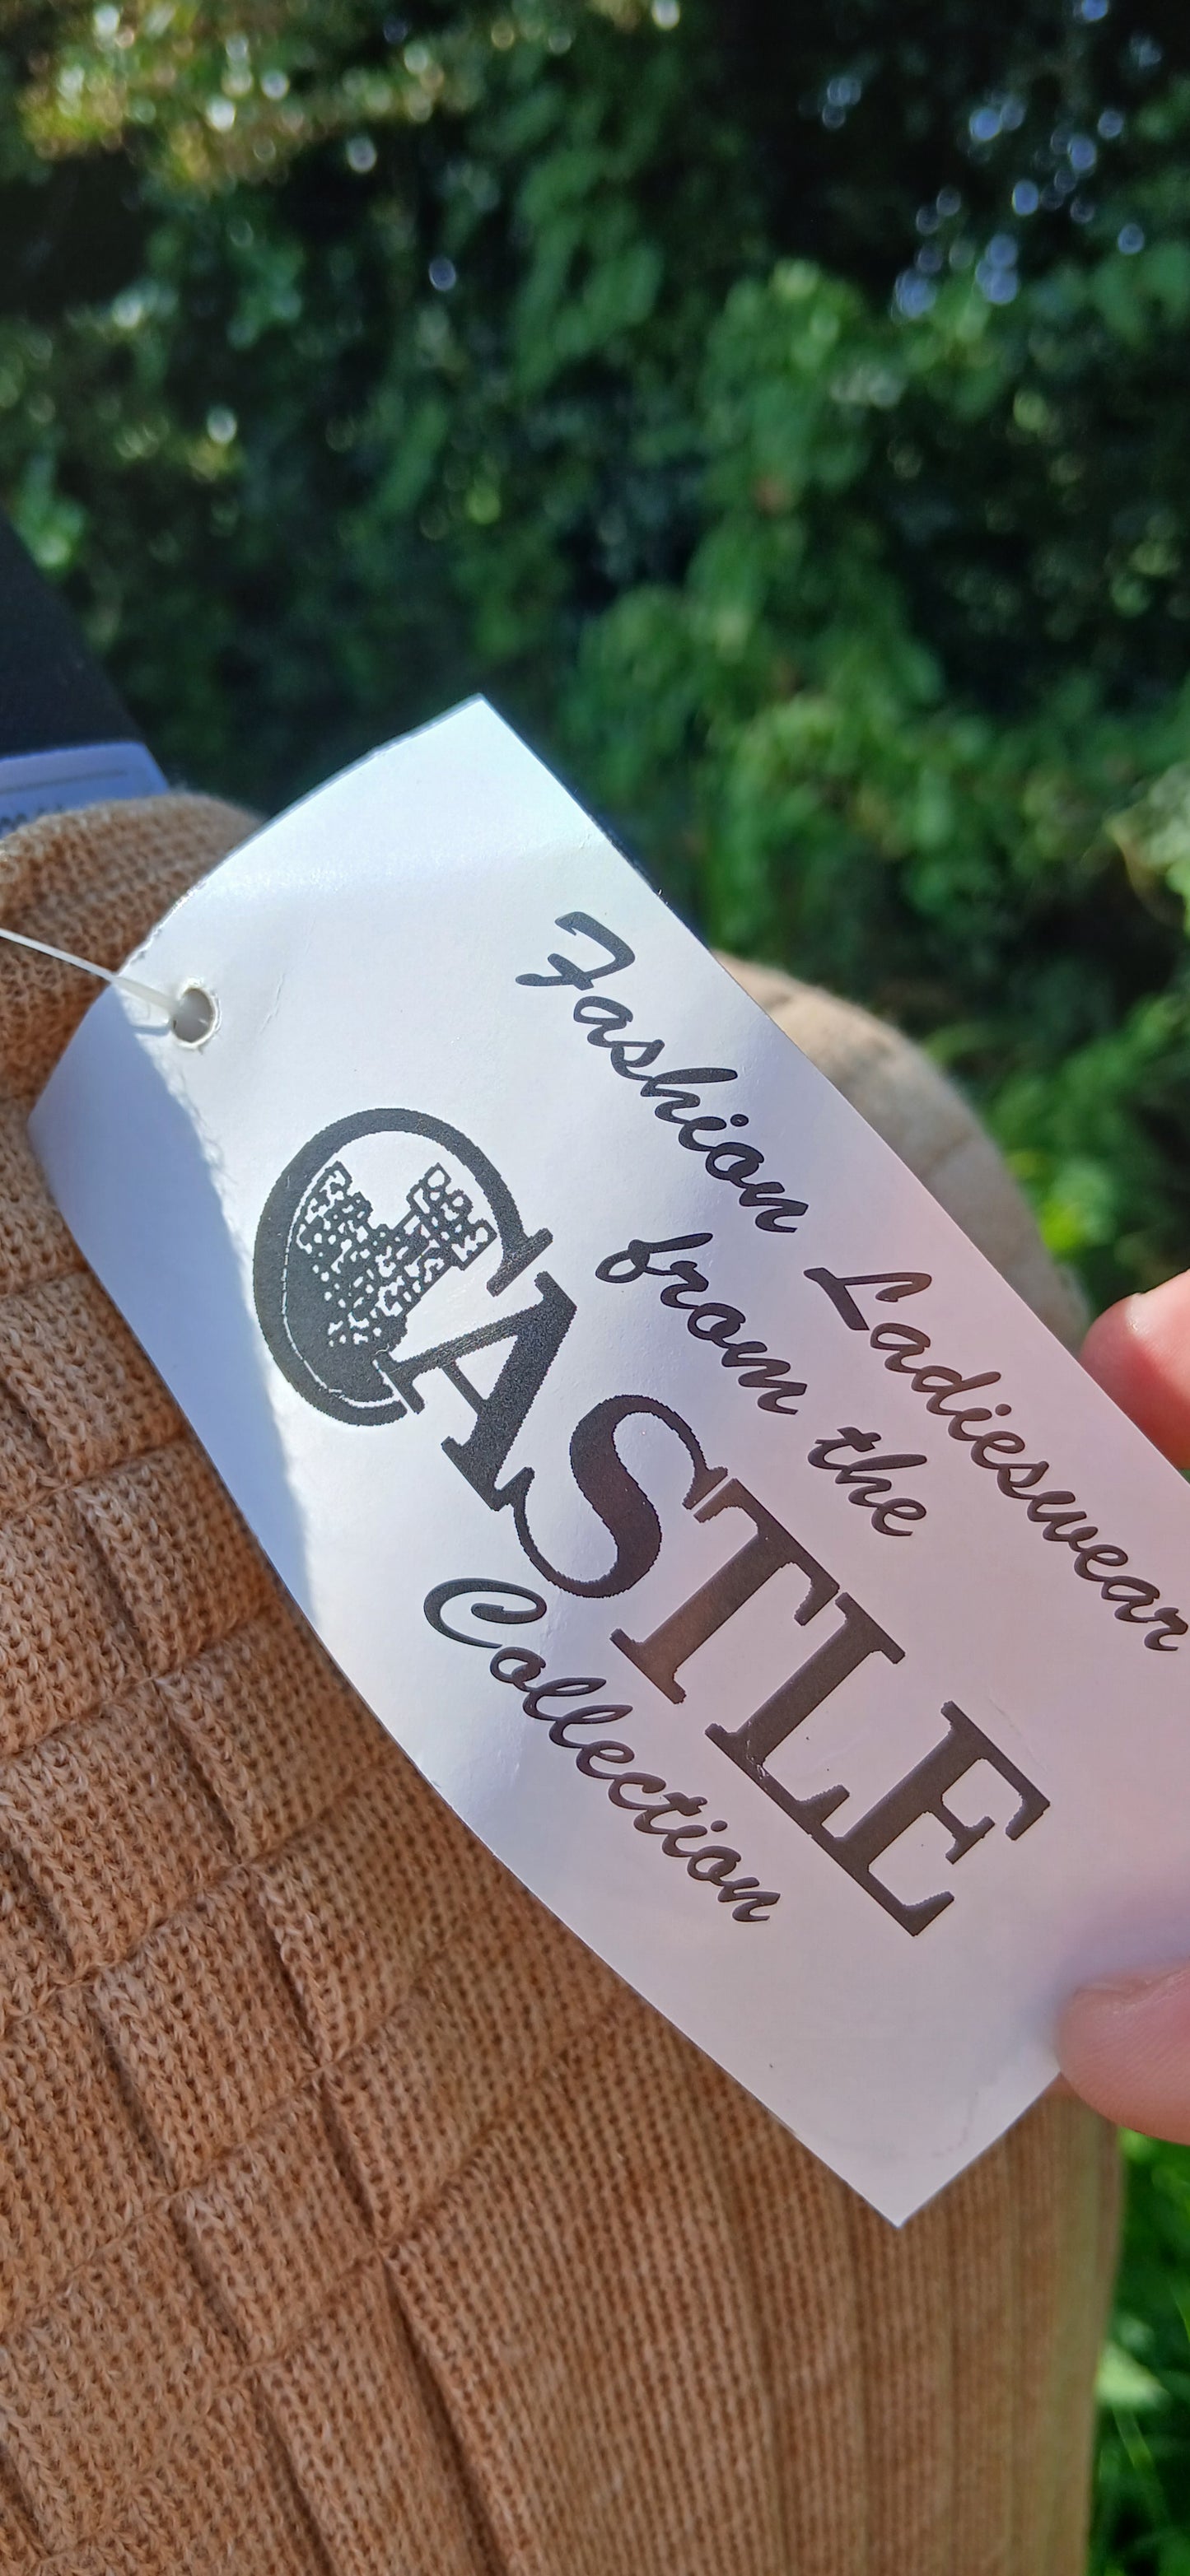 Fashion Ladieswear
from the
CASTLE
Collection